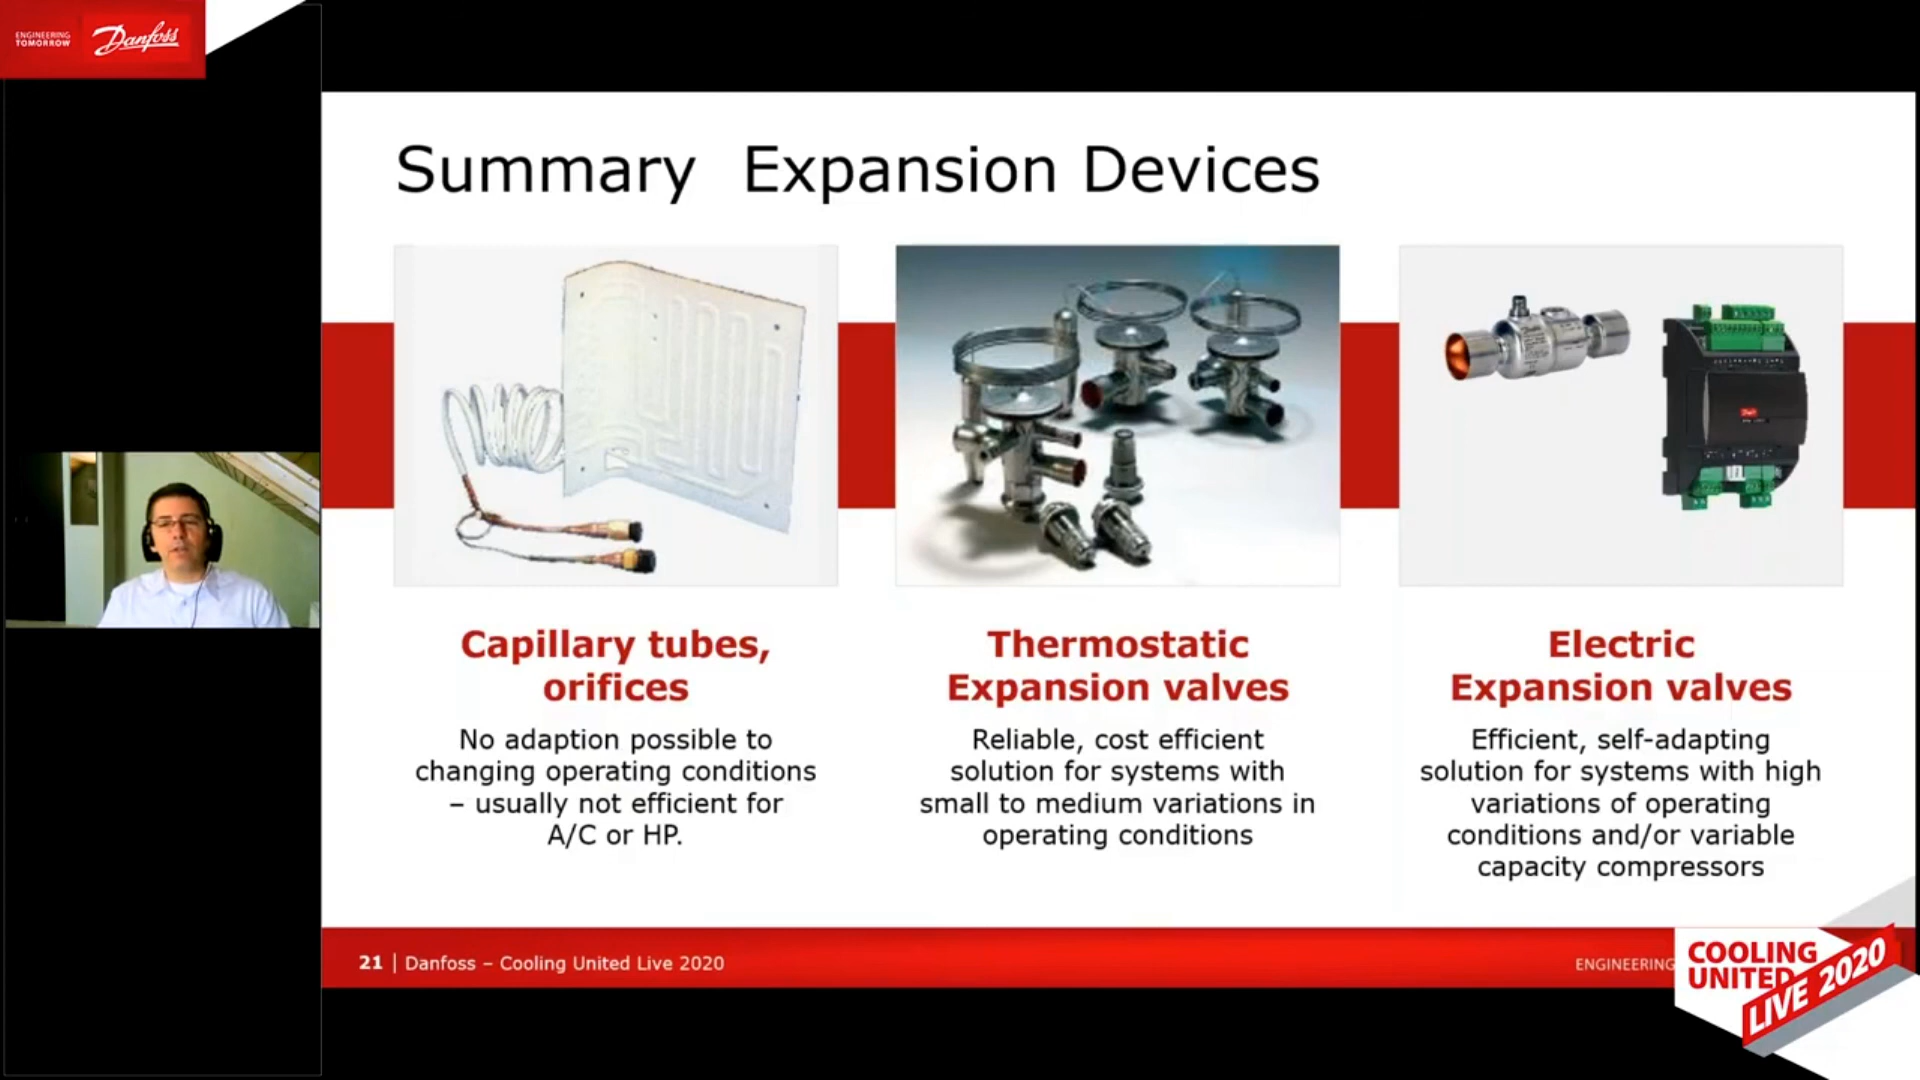 ENGINEERING
TOMORROW
Danfoss
Summary Expansion Devices
Capillary tubes,
orifices
No adaption possible to
changing operating conditions
– usually not efficient for
A/C or HP.
Thermostatic
Expansion valves
Reliable, cost efficient
solution for systems with
small to medium variations in
operating conditions
Electric
Expansion valves
Efficient, self-adapting
solution for systems with high
variations of operating
conditions and/or variable
capacity compressors
21 | Danfoss – Cooling United Live 2020
ENGINEERING
COOLING
UNITED
LIVE 2020